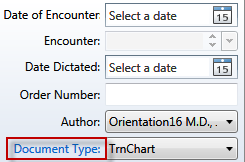 Date of Encounter: Select a date 15
Encounter:
Date Dictated: Select a date 15
Order Number:
Author: Orientation16 M.D., .
Document Type: TrnChart